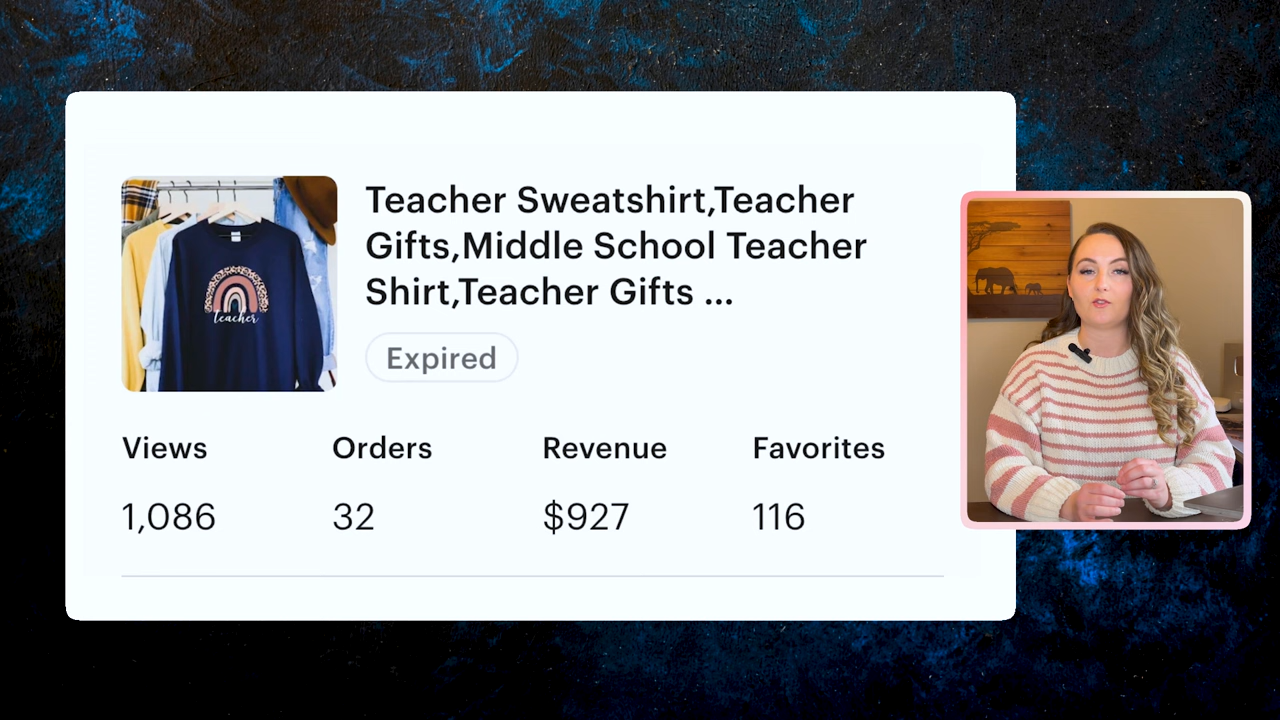 teacher
Teacher Sweatshirt,Teacher
Gifts,Middle School Teacher
Shirt,Teacher Gifts ...
Expired
Views
Orders
Revenue
Favorites
1,086
32
$927
116